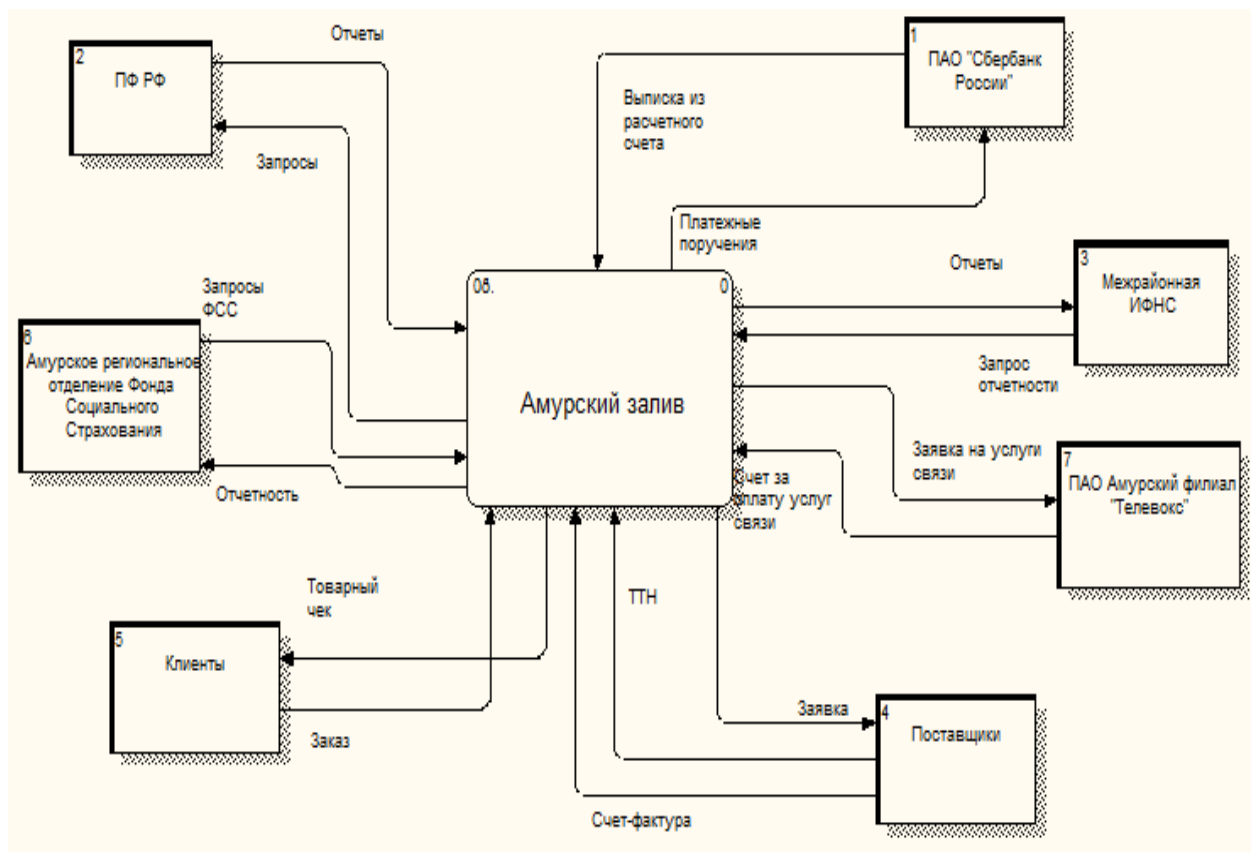 Отчеты
2
ПФ РФ
Запросы
1
ПАО "Сбербанк
России"
Выписка из
расчетного
счета
Платежные
поручения
Отчеты
3
Межрайонная
ИФНС
Запрос
отчетности
Запросы
ФСС
6
Амурское региональное
отделение Фонда
Социального
Страхования
Отчетность
0б.
0
Амурский залив
Заявка на услуги
связи
7
ПАО Амурский филиал
"Телевокс"
Счет за
оплату услуг
связи
Товарный
чек
5
Клиенты
Заказ
ТТН
Заявка
4
Поставщики
Счет-фактура